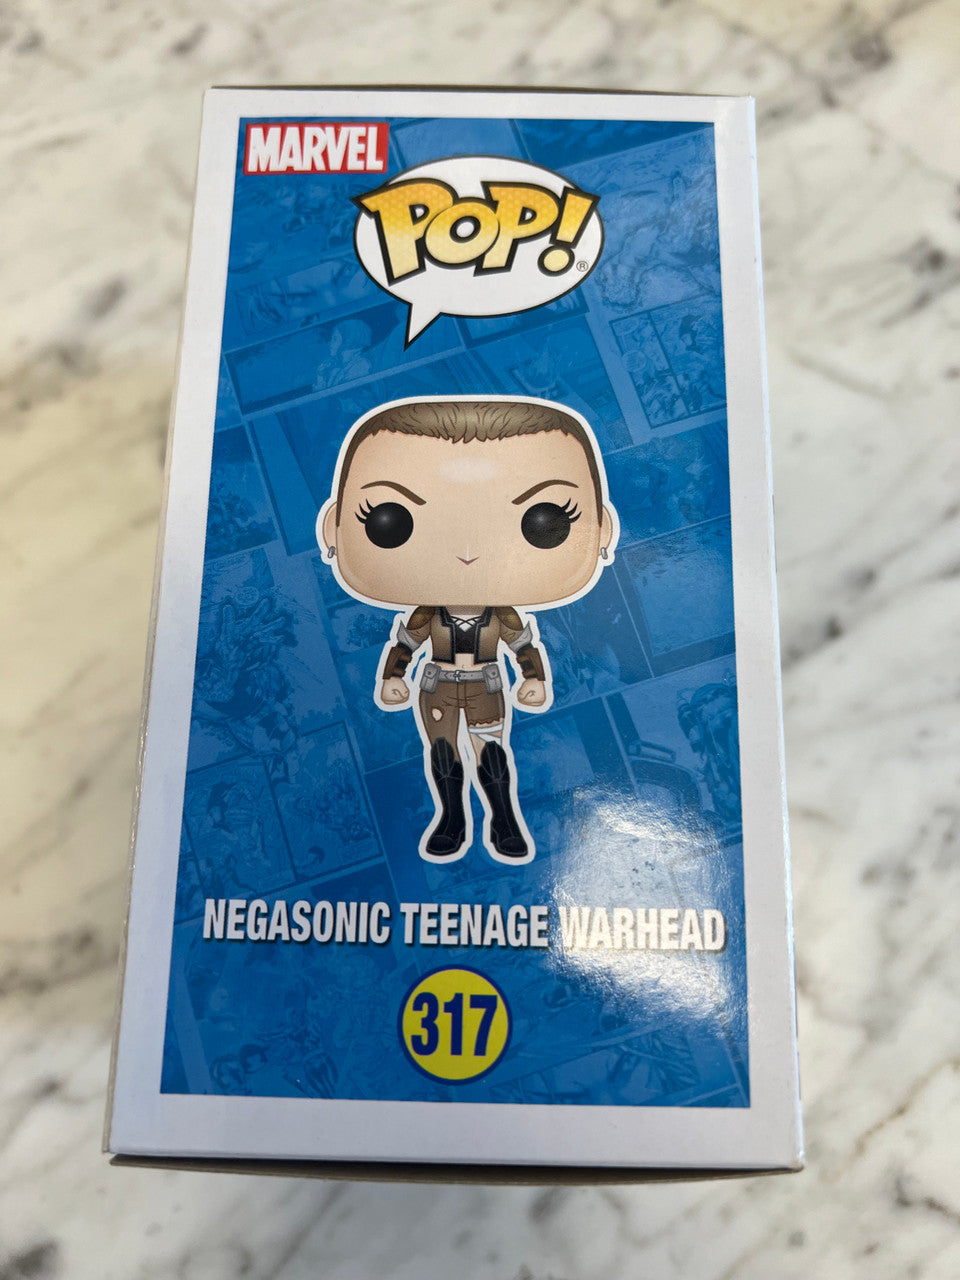 MARVEL
POP!
®
NEGASONIC TEENAGE WARHEAD
317